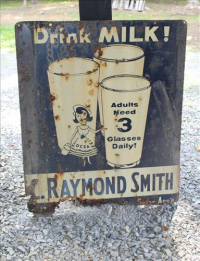 Drink MILK!
Adults
Need
3
Glasses
Daily!
C. RAYMOND SMITH